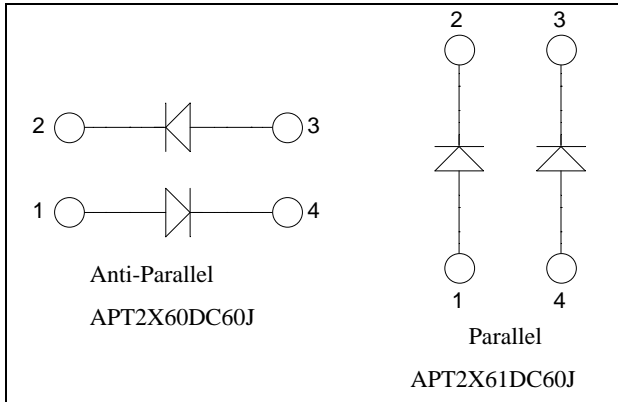 2 3
2 3
1 4
Anti-Parallel
APT2X60DC60J
1 4
Parallel
APT2X61DC60J